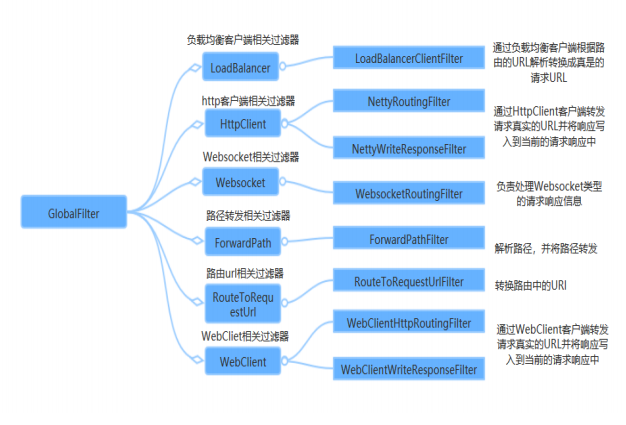 负载均衡客户端相关过滤器
LoadBalancer
LoadBalancerClientFilter
通过负载均衡客户端根据路
由的URL解析转换成真是的
请求URL
http客户端相关过滤器
HttpClient
NettyRoutingFilter
NettyWriteResponseFilter
通过HttpClient客户端转发
请求真实的URL并将响应写
入到当前的请求响应中
Websocket相关过滤器
Websocket
WebsocketRoutingFilter
负责处理Websocket类型
的请求响应信息
GlobalFilter
路径转发相关过滤器
ForwardPath
ForwardPathFilter
解析路径，并将路径转发
路由url相关过滤器
RouteToRequ
estUrl
RouteToRequestUrlFilter
转换路由中的URI
WebCliet相关过滤器
WebClient
WebClientHttpRoutingFilter
WebClientWriteResponseFilter
通过WebClient客户端转发
请求真实的URL并将响应写
入到当前的请求响应中